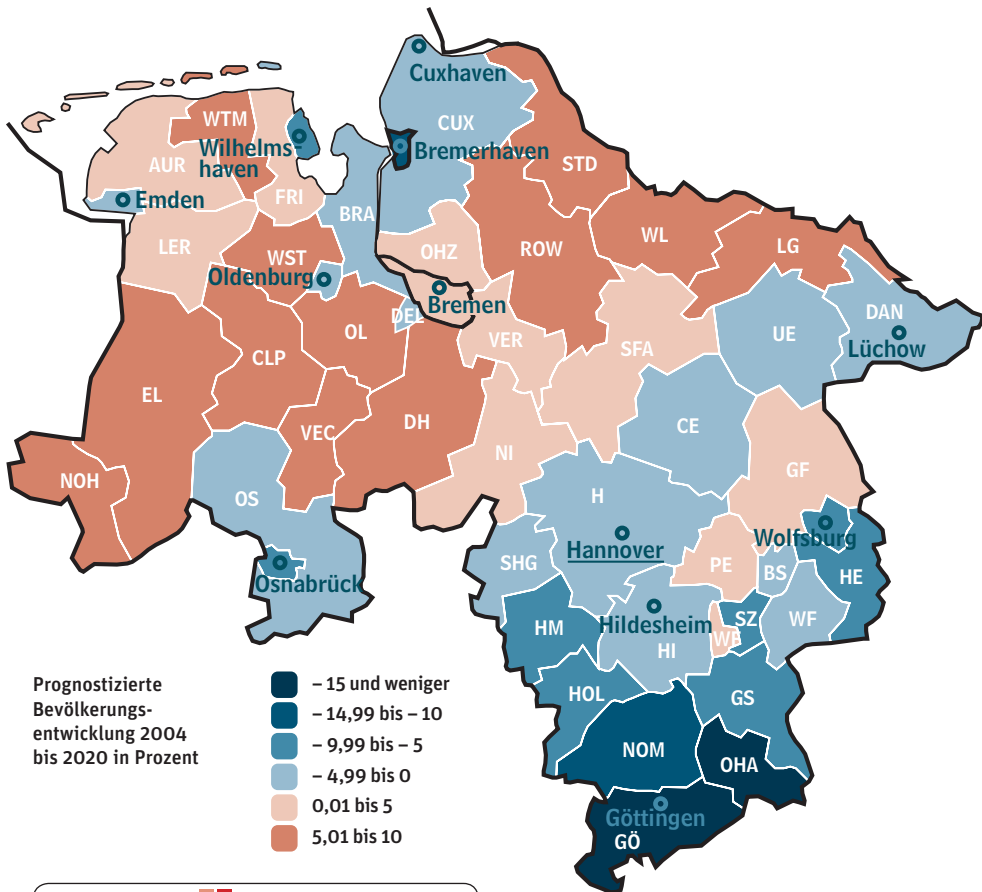 Cuxhaven
CUX
WTM
Wilhelms-
haven
Bremerhaven
STD
AUR
Emden
FRI
BRA
LER
WST
OHZ
ROW
WL
LG
Oldenburg
Bremen
DEL
DAN
OL
VER
SFA
UE
Lüchow
CLP
EL
VEC
DH
CE
NI
GF
NOH
OS
H
Hannover
Wolfsburg
SHG
PE
BS
HE
Osnabrück
HM
Hildesheim
HI
WF
SZ
WF
HOL
GS
NOM
OHA
Göttingen
GÖ
Prognostizierte
Bevölkerungs-
entwicklung 2004
bis 2020 in Prozent
– 15 und weniger
– 14,99 bis – 10
– 9,99 bis – 5
– 4,99 bis 0
0,01 bis 5
5,01 bis 10